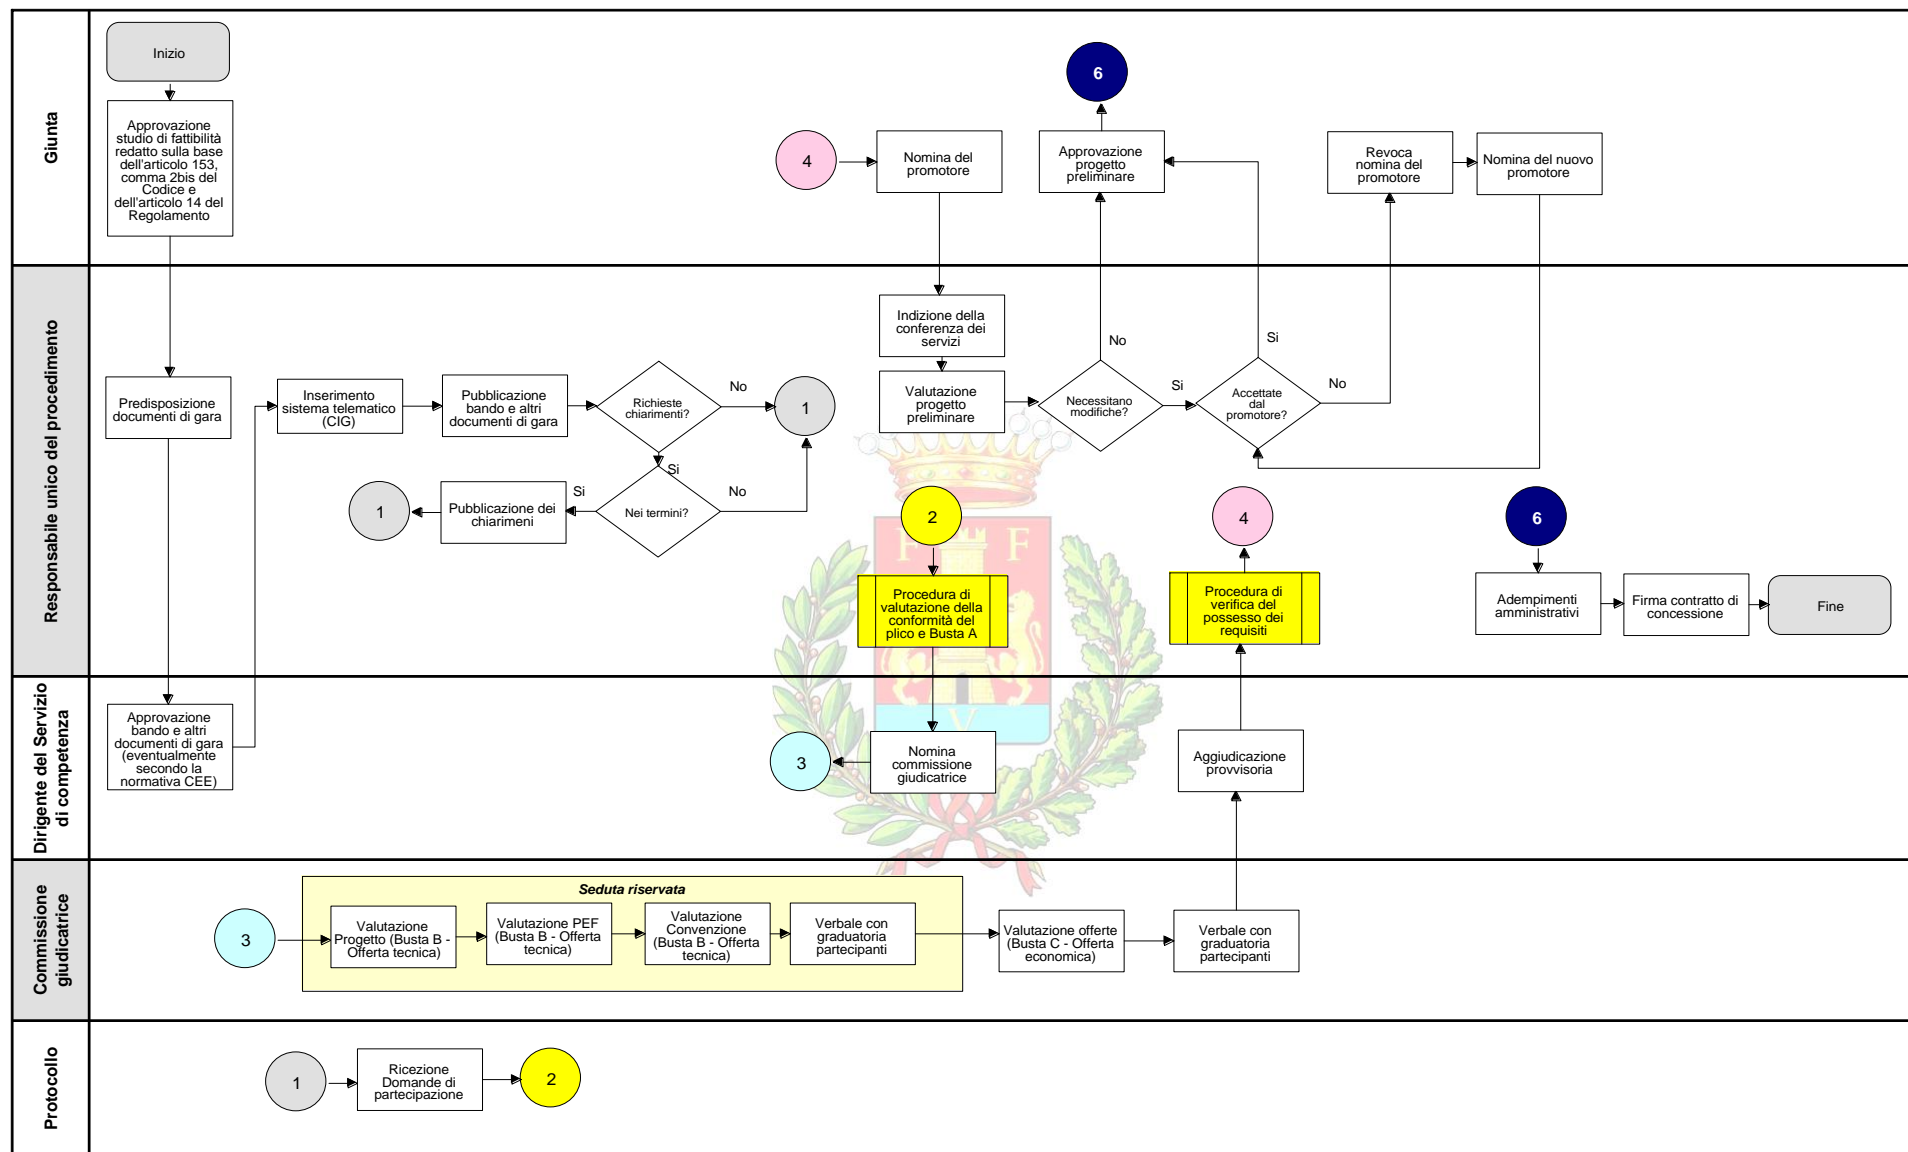 Giunta
Inizio
Approvazione
studio di fattibilità
redatto sulla base
dell'articolo 153,
comma 2bis del
Codice e
dell'articolo 14 del
Regolamento
4
Nomina del
promotore
6
Approvazione
progetto
preliminare
Revoca
nomina del
promotore
Nomina del nuovo
promotore
Responsabile unico del procedimento
Predisposizione
documenti di gara
Inserimento
sistema telematico
(CIG)
Pubblicazione
bando e altri
documenti di gara
Richieste
chiarimenti?
No
1
Si
Nei termini?
No
Si
Pubblicazione dei
chiarimeni
1
Indizione della
conferenza dei
servizi
Valutazione
progetto
preliminare
Necessitano
modifiche?
No
Si
Accettate
dal
promotore?
Si
No
2
Procedura di
valutazione della
conformità del
plico e Busta A
4
Procedura di
verifica del
possesso dei
requisiti
6
Adempimenti
amministrativi
Firma contratto di
concessione
Fine
F F
V
Dirigente del Servizio
di competenza
Approvazione
bando e altri
documenti di gara
(eventualmente
secondo la
normativa CEE)
3
Nomina
commissione
giudicatrice
Aggiudicazione
provvisoria
Commissione
giudicatrice
3
Seduta riservata
Valutazione
Progetto (Busta B -
Offerta tecnica)
Valutazione PEF
(Busta B - Offerta
tecnica)
Valutazione
Convenzione
(Busta B - Offerta
tecnica)
Verbale con
graduatoria
partecipanti
Valutazione offerte
(Busta C - Offerta
economica)
Verbale con
graduatoria
partecipanti
Protocollo
1
Ricezione
Domande di
partecipazione
2